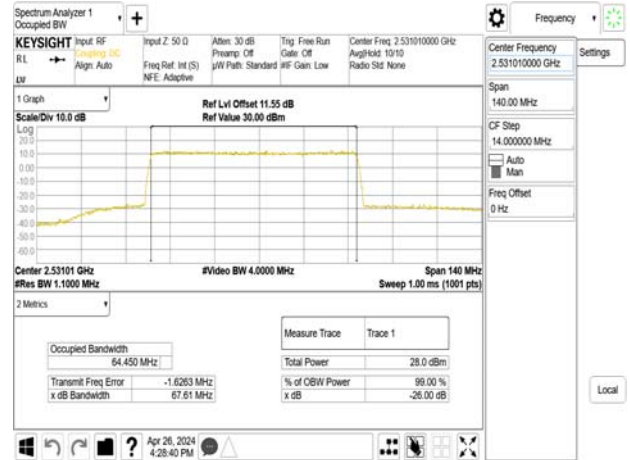 Spectrum Analyzer 1
Occupied BW
Frequency
KEYSIGHT
Input: RF
Input Z: 50 Ω
Atten: 30 dB
Trig: Free Run
Center Freq: 2.531010000 GHz
RL
Coupling: DC
Preamp: Off
Gate: Off
Avg|Hold: 10/10
Align: Auto
Freq Ref: Int (S)
µW Path: Standard
#IF Gain: Low
Radio Std: None
NFE: Adaptive
Center Frequency
2.531010000 GHz
Settings
Span
140.00 MHz
CF Step
14.000000 MHz
Auto
Man
Freq Offset
0 Hz
1 Graph
Ref Lvl Offset 11.55 dB
Scale/Div 10.0 dB
Ref Value 30.00 dBm
Log
20.0
10.0
0.00
-10.0
-20.0
-30.0
-40.0
-50.0
-60.0
Center 2.53101 GHz
#Video BW 4.0000 MHz
Span 140 MHz
#Res BW 1.1000 MHz
Sweep 1.00 ms (1001 pts)
2 Metrics
Measure Trace
Trace 1
Occupied Bandwidth
64.450 MHz
Total Power
28.0 dBm
Transmit Freq Error
-1.6263 MHz
% of OBW Power
99.00 %
x dB Bandwidth
67.61 MHz
x dB
-26.00 dB
Local
Apr 26, 2024
4:28:40 PM